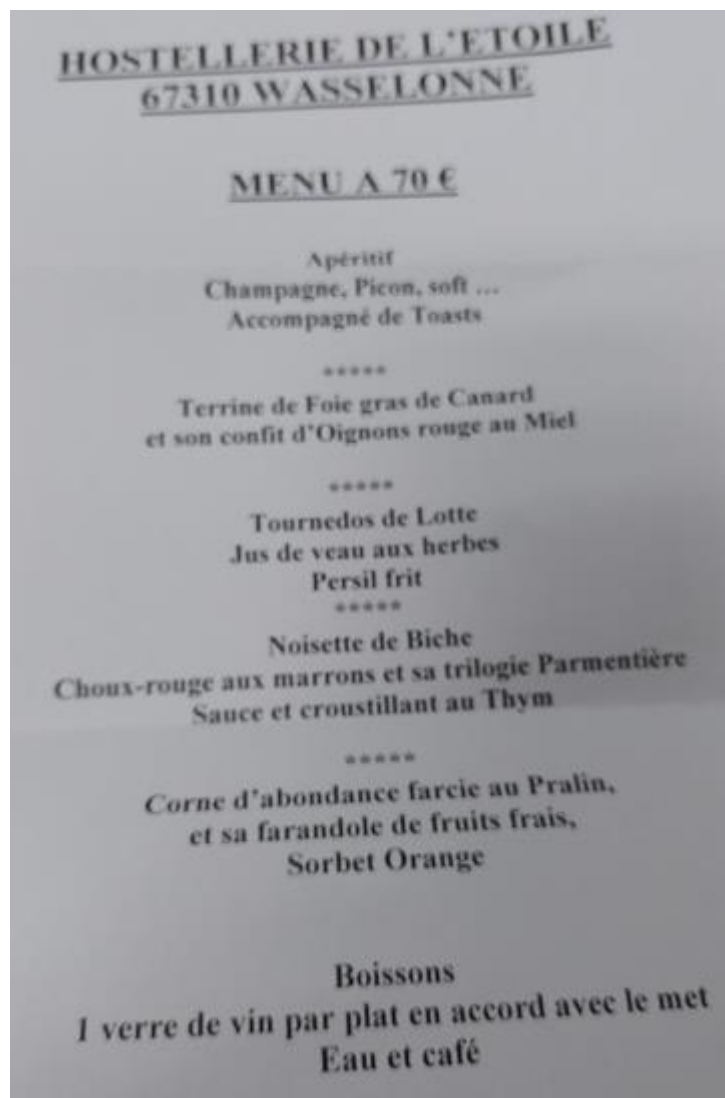 HOSTELLERIE DE L'ETOILE
67310 WASSELONNE
MENU A 70 €
Apéritif
Champagne, Picon, soft ...
Accompagné de Toasts
*****
Terrine de Foie gras de Canard
et son confit d'Oignons rouge au Miel
*****
Tournedos de Lotte
Jus de veau aux herbes
Persil frit
*****
Noisette de Biche
Choux-rouge aux marrons et sa trilogie Parmentière
Sauce et croustillant au Thym
*****
Corne d'abondance farcie au Pralin,
et sa farandole de fruits frais,
Sorbet Orange
Boissons
1 verre de vin par plat en accord avec le met
Eau et café